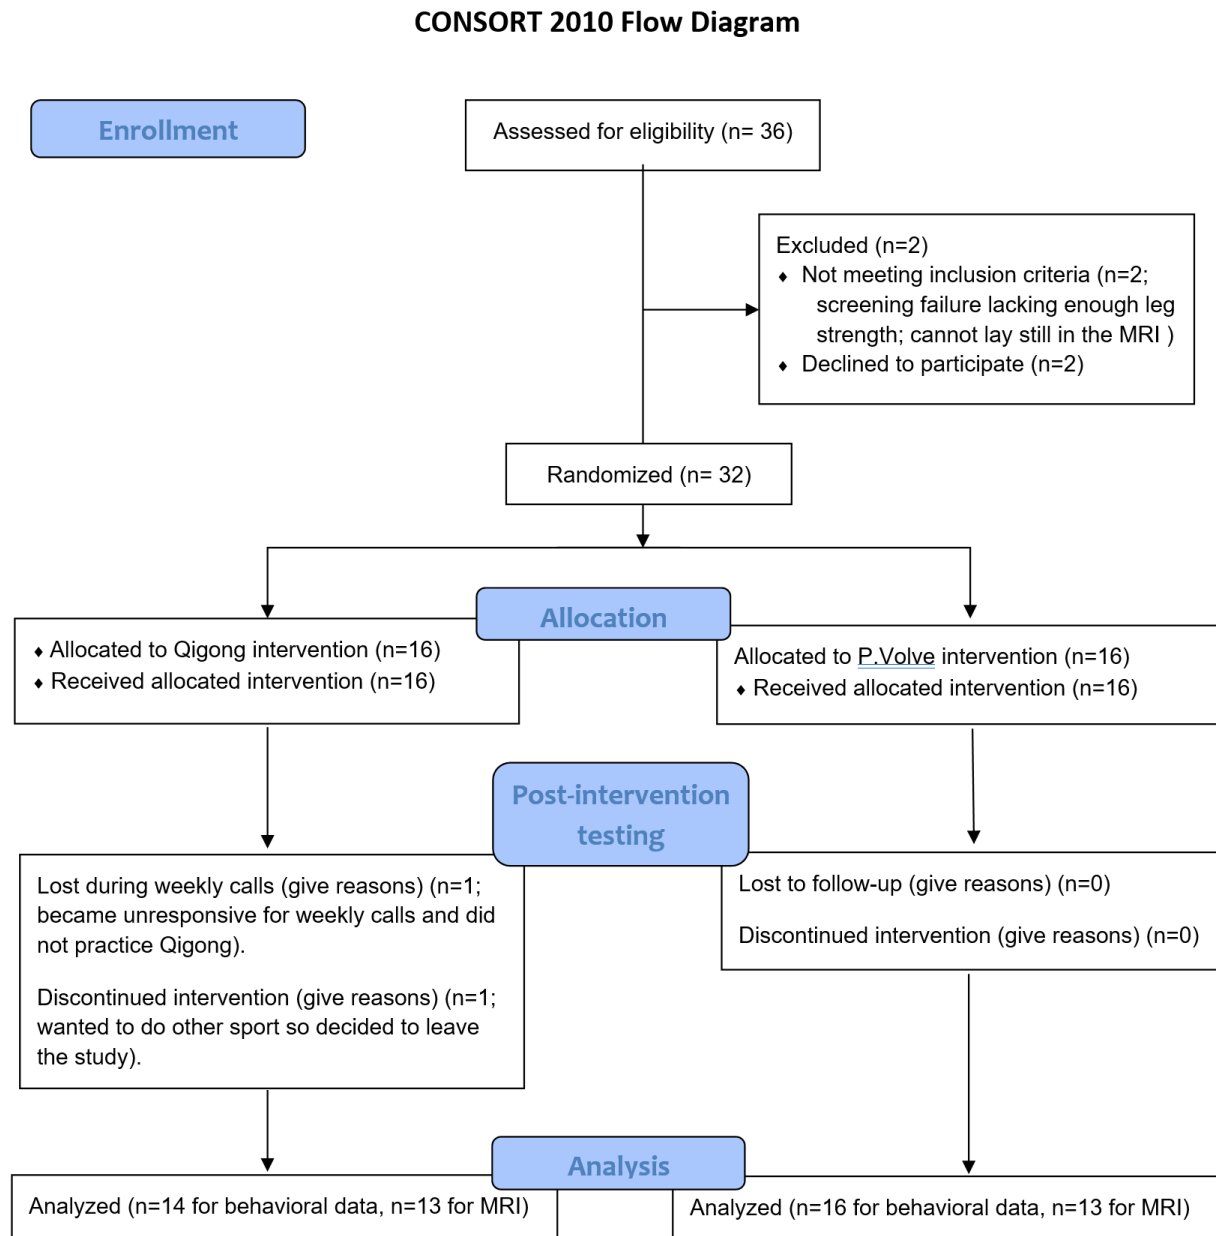 CONSORT 2010 Flow Diagram
Enrollment
Assessed for eligibility (n= 36)
Excluded (n=2)
♦ Not meeting inclusion criteria (n=2;
screening failure lacking enough leg
strength; cannot lay still in the MRI )
♦ Declined to participate (n=2)
Randomized (n= 32)
Allocation
♦ Allocated to Qigong intervention (n=16)
♦ Received allocated intervention (n=16)
Allocated to P.Volve intervention (n=16)
♦ Received allocated intervention (n=16)
Post-intervention
testing
Lost during weekly calls (give reasons) (n=1;
became unresponsive for weekly calls and did
not practice Qigong).
Discontinued intervention (give reasons) (n=1;
wanted to do other sport so decided to leave
the study).
Lost to follow-up (give reasons) (n=0)
Discontinued intervention (give reasons) (n=0)
Analysis
Analyzed (n=14 for behavioral data, n=13 for MRI)
Analyzed (n=16 for behavioral data, n=13 for MRI)